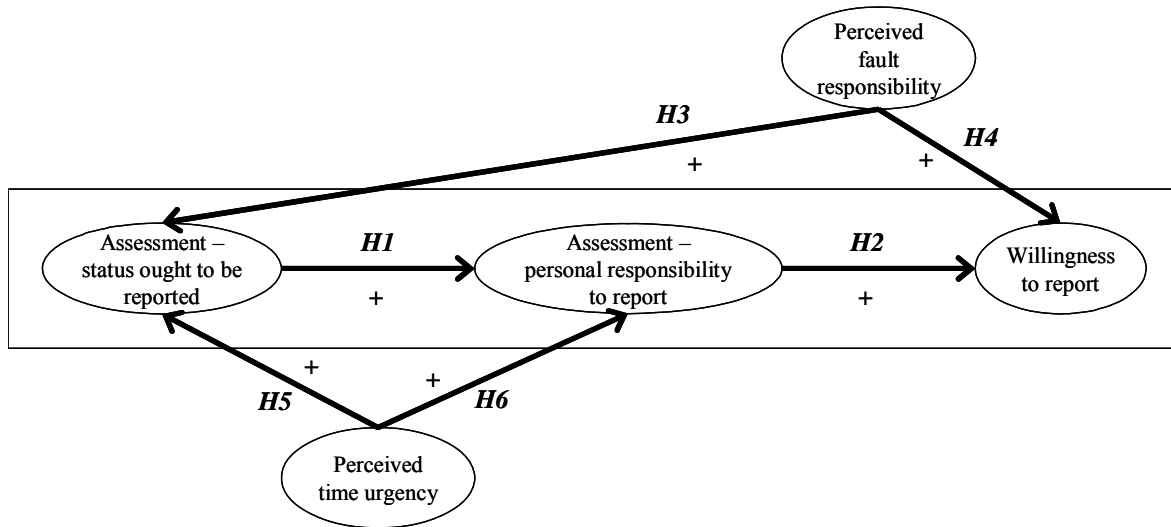 Perceived
fault
responsibility
H3
H4
+
+
Assessment –
status ought to be
reported
H1
+
Assessment –
personal responsibility
to report
H2
+
Willingness
to report
+
+
H5
H6
Perceived
time urgency